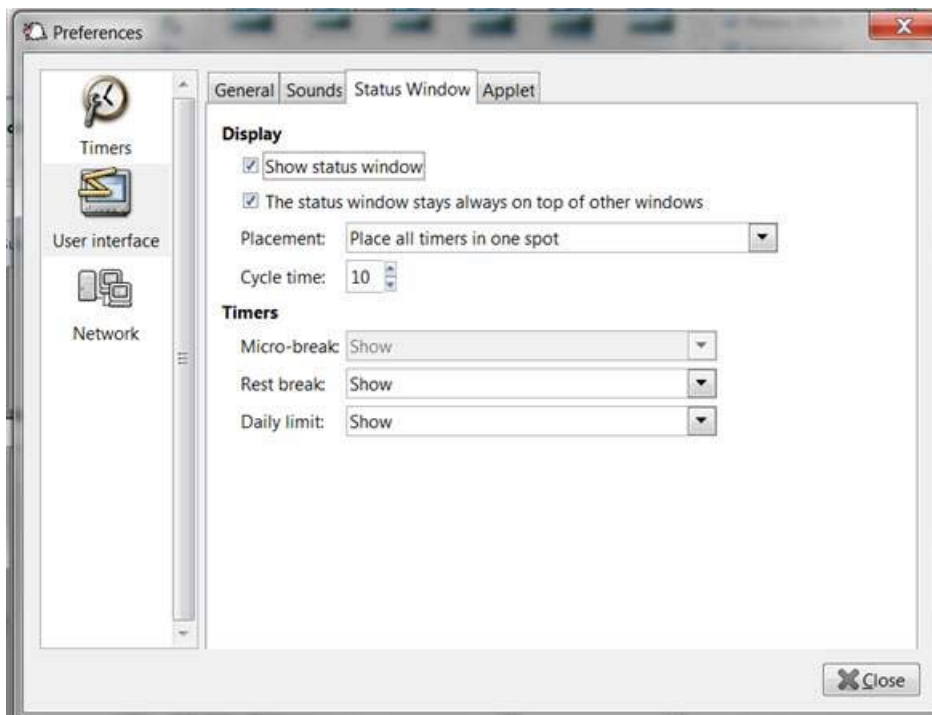 Preferences
Timers
User interface
Network
General Sounds Status Window Applet
Display
Show status window
The status window stays always on top of other windows
Placement: Place all timers in one spot
Cycle time: 10
Timers
Micro-break: Show
Rest break: Show
Daily limit: Show
Close